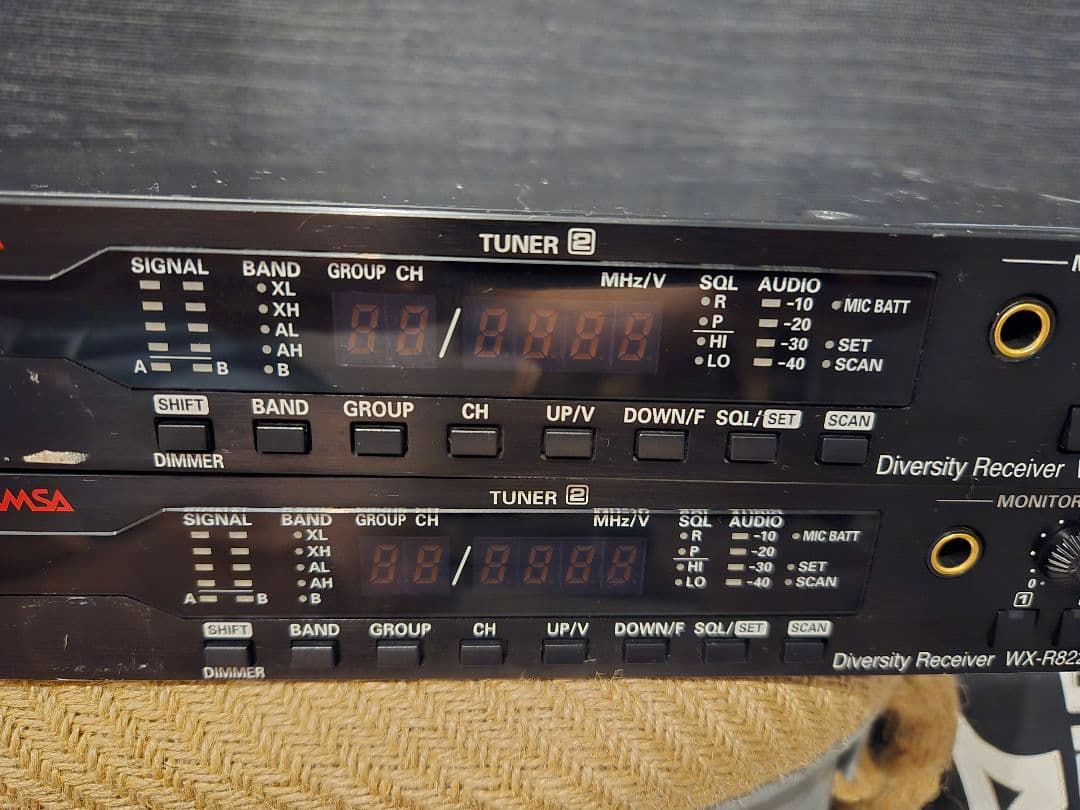 TUNER 2
SIGNAL BAND GROUP CH MHz/V SQL AUDIO
XL R -10 MIC BATT
XH P -20
AL HI -30 SET
AH LO -40 SCAN
A B B
SHIFT BAND GROUP CH UP/V DOWN/F SQL/SET SCAN
DIMMER
Diversity Receiver
MSA
TUNER 2
MONITOR
SIGNAL BAND GROUP CH MHz/V SQL AUDIO
XL R -10 MIC BATT
XH P -20
AL HI -30 SET
AH LO -40 SCAN
A B B
0
1
SHIFT BAND GROUP CH UP/V DOWN/F SQL/SET SCAN
DIMMER
Diversity Receiver WX-R82